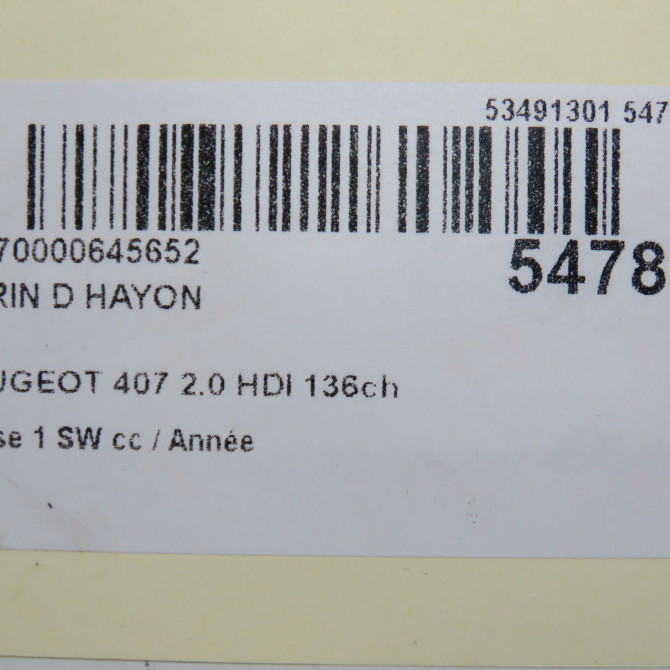 53491301 547
70000645652
5478
RIN D HAYON
UGEOT 407 2.0 HDI 136ch
se 1 SW cc / Année